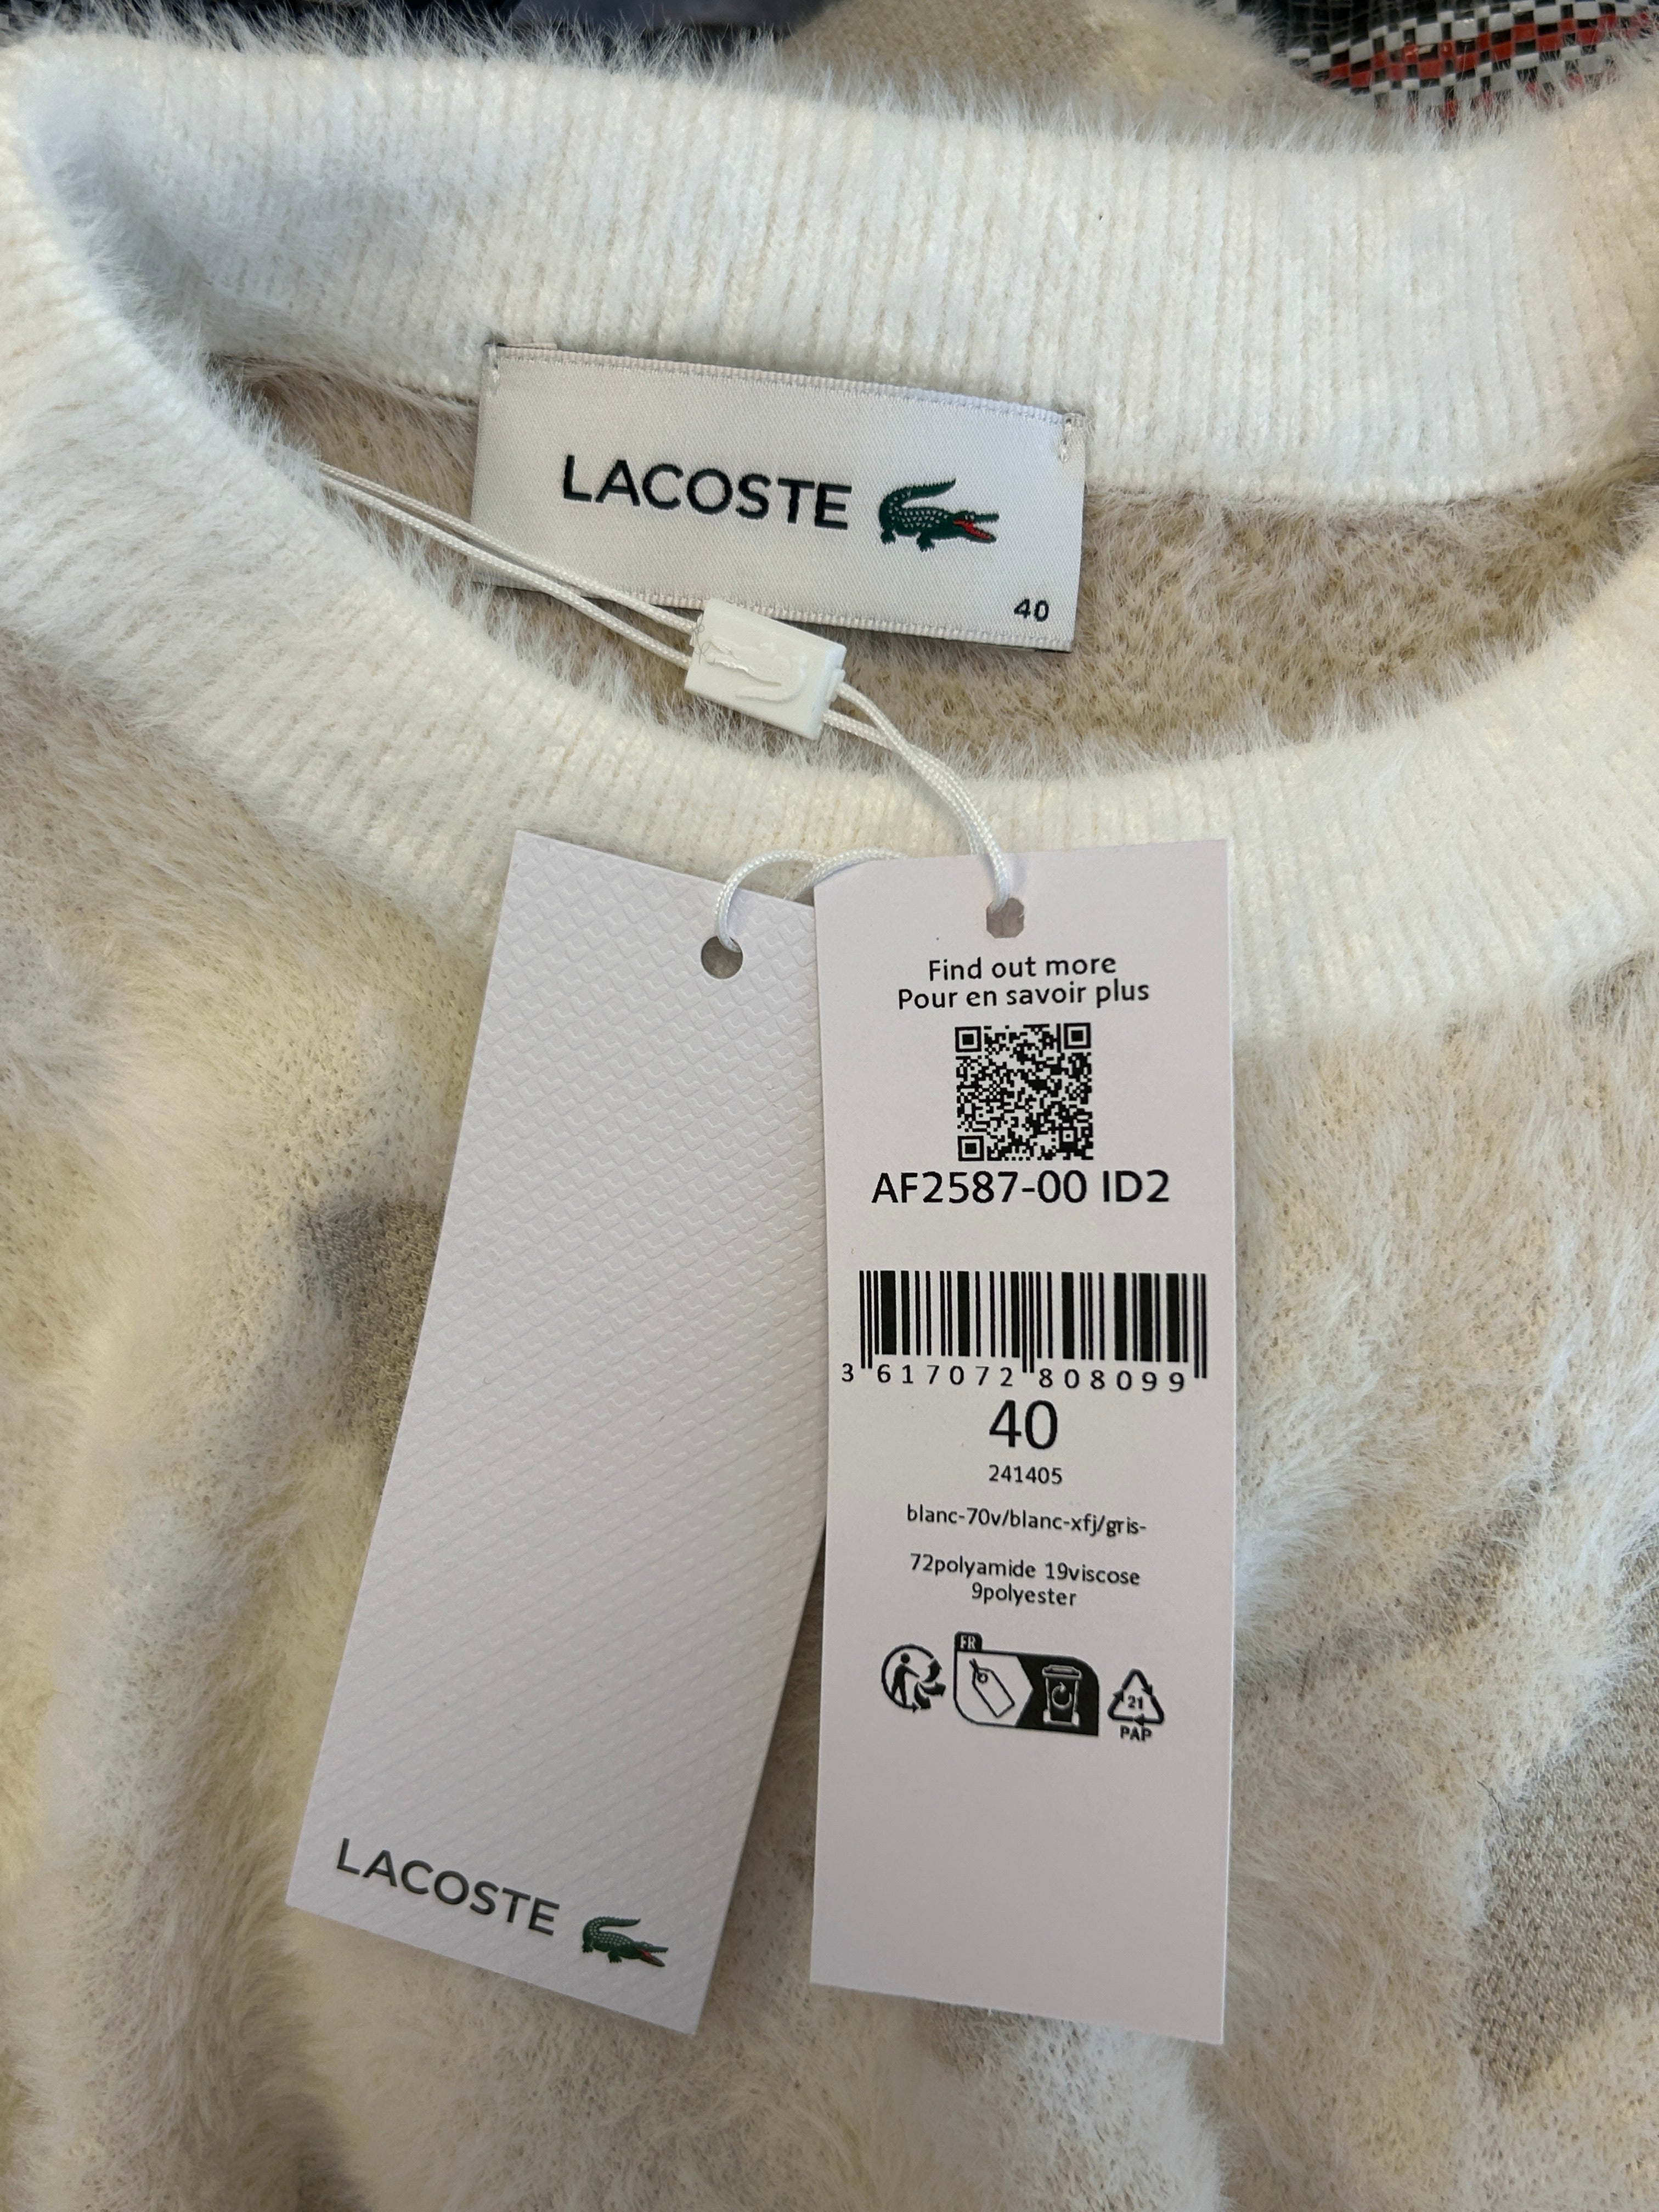 LACOSTE
40
Find out more
Pour en savoir plus
AF2587-00 ID2
3 617072 808099
40
241405
blanc-70v/blanc-xfj/gris-
72polyamide 19viscose
9polyester
FR
21
PAP
LACOSTE